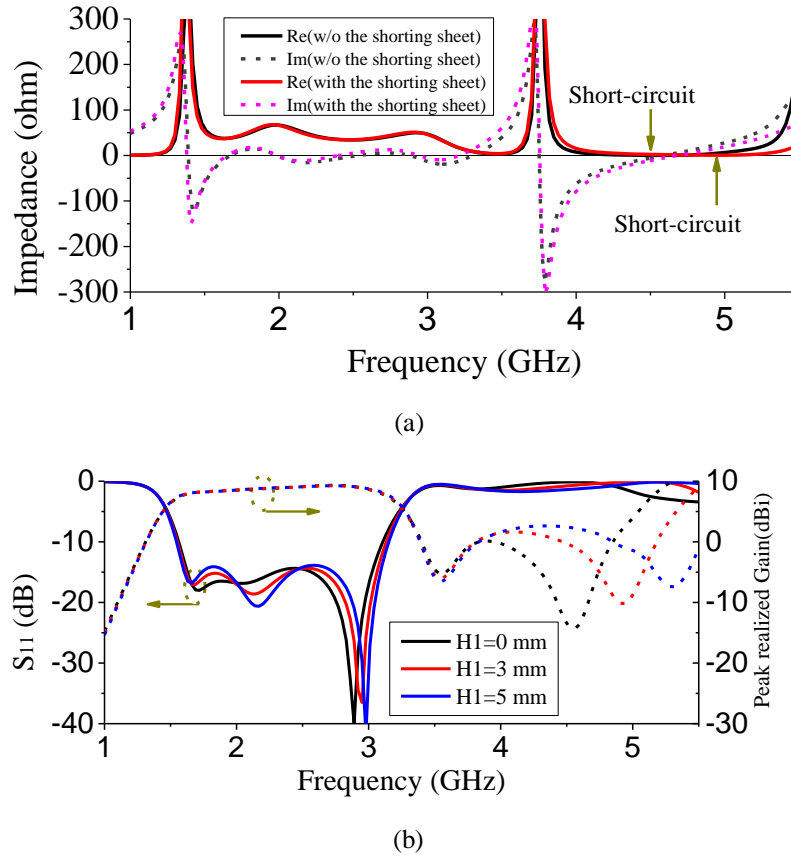 300
200
100
0
-100
-200
-300
Impedance (ohm)
Re(w/o the shorting sheet)
Im(w/o the shorting sheet)
Re(with the shorting sheet)
Im(with the shorting sheet)
Short-circuit
Short-circuit
1 2 3 4 5
Frequency (GHz)
(a)
0
-10
-20
-30
-40
S11 (dB)
H1=0 mm
H1=3 mm
H1=5 mm
10
0
-10
-20
-30
Peak realized Gain(dBi)
1 2 3 4 5
Frequency (GHz)
(b)